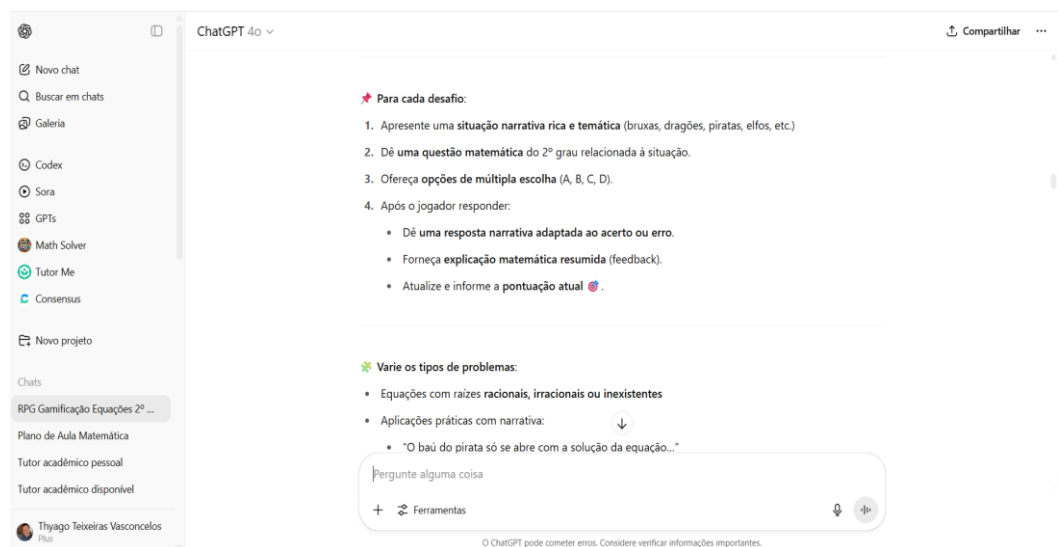 ChatGPT 4o
Compartilhar
Novo chat
Buscar em chats
Galeria
Codex
Sora
GPTs
Math Solver
Tutor Me
Consensus
Novo projeto
Chats
RPG Gamificação Equações 2º ...
Plano de Aula Matemática
Tutor acadêmico pessoal
Tutor acadêmico disponível
Thyago Teixeiras Vasconcelos
Plus
📌 Para cada desafio:
1. Apresente uma situação narrativa rica e temática (bruxas, dragões, piratas, elfos, etc.)
2. Dê uma questão matemática do 2º grau relacionada à situação.
3. Ofereça opções de múltipla escolha (A, B, C, D).
4. Após o jogador responder:
• Dê uma resposta narrativa adaptada ao acerto ou erro.
• Forneça explicação matemática resumida (feedback).
• Atualize e informe a pontuação atual 🎯.
🧩 Varie os tipos de problemas:
• Equações com raízes racionais, irracionais ou inexistentes
• Aplicações práticas com narrativa:
• "O baú do pirata só se abre com a solução da equação..."
Pergunte alguma coisa
Ferramentas
O ChatGPT pode cometer erros. Considere verificar informações importantes.